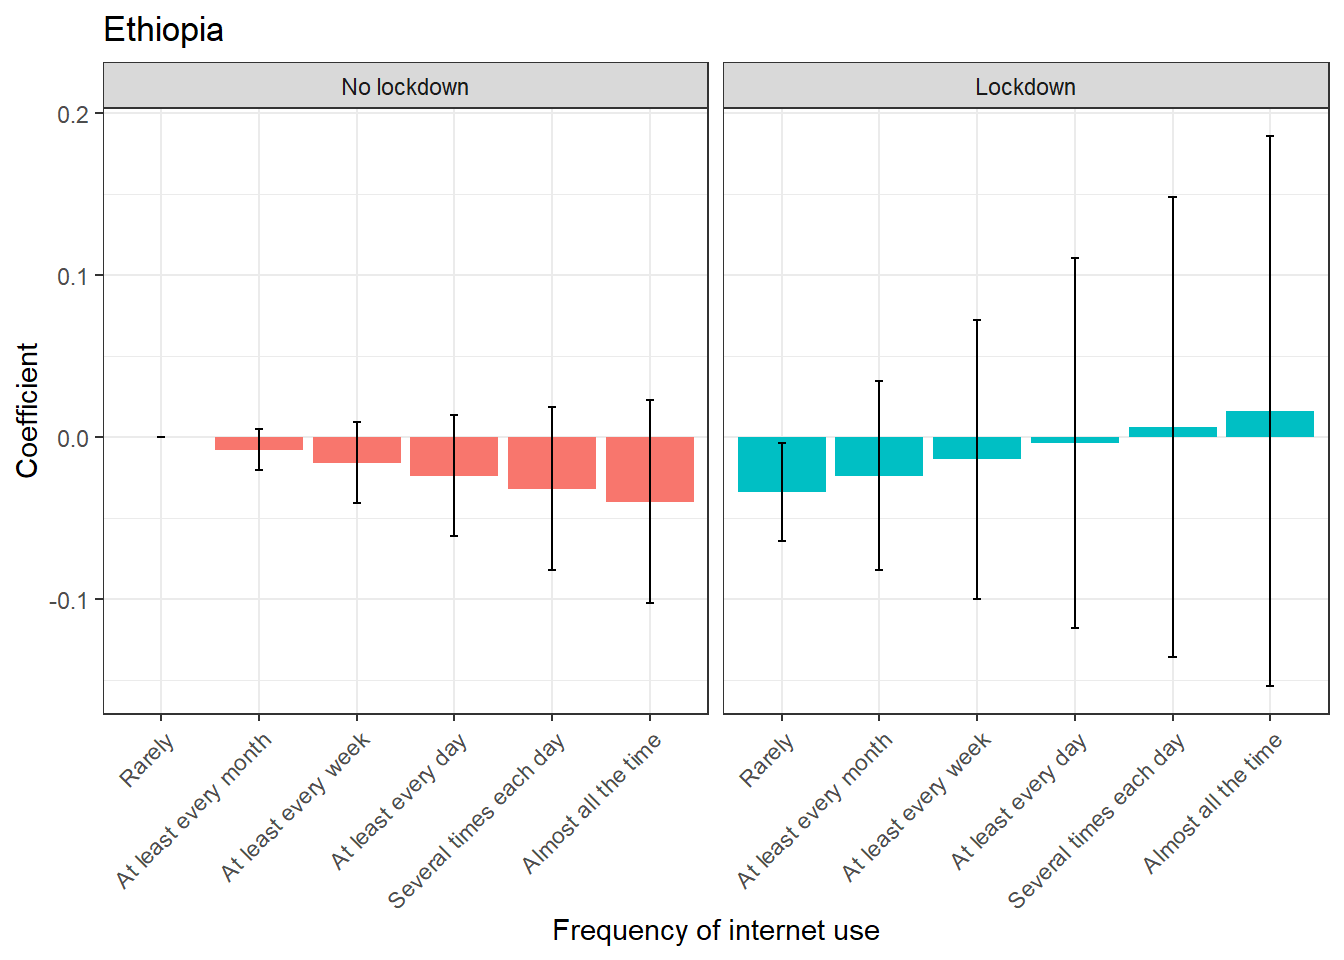 Ethiopia
No lockdown
Lockdown
Coefficient
0.2
0.1
0.0
-0.1
Rarely
At least every month
At least every week
At least every day
Several times each day
Almost all the time
Rarely
At least every month
At least every week
At least every day
Several times each day
Almost all the time
Frequency of internet use